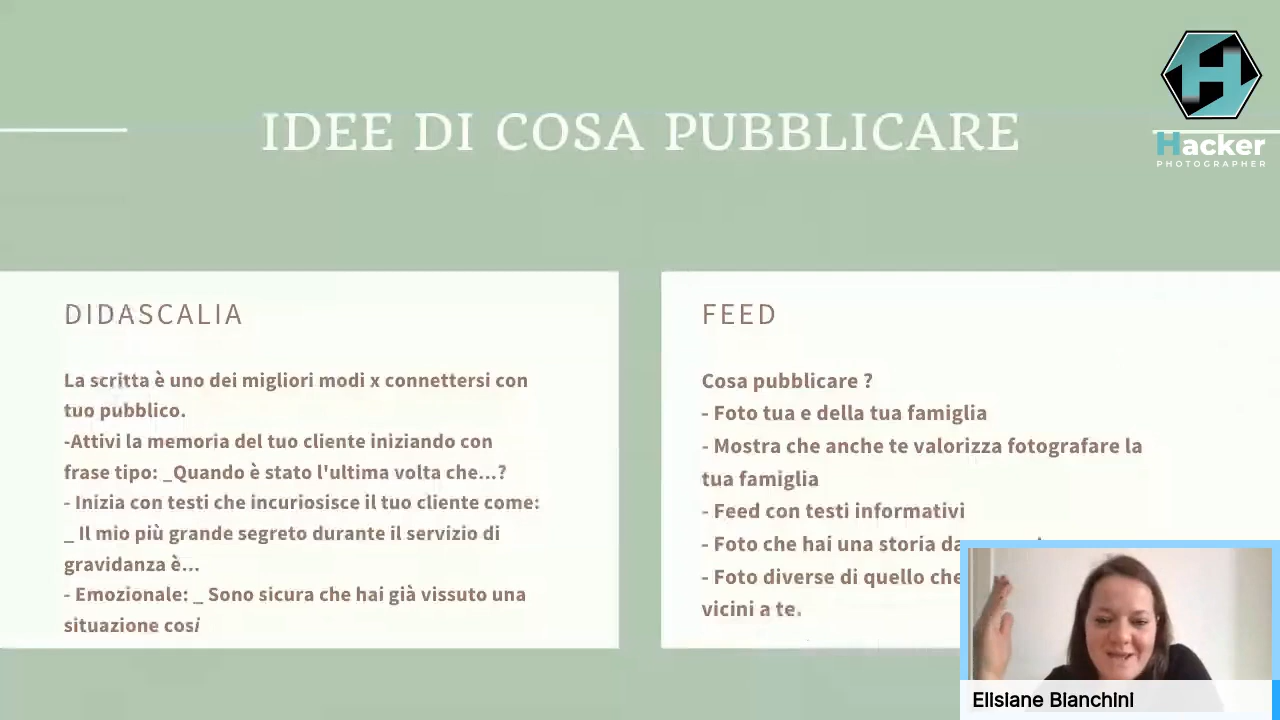 IDEE DI COSA PUBBLICARE
Hacker
PHOTOGRAPHER
DIDASCALIA
La scritta è uno dei migliori modi x connettersi con
tuo pubblico.
-Attivi la memoria del tuo cliente iniziando con
frase tipo: _Quando è stato l'ultima volta che...?
- Inizia con testi che incuriosisce il tuo cliente come:
_ Il mio più grande segreto durante il servizio di
gravidanza è...
- Emozionale: _ Sono sicura che hai già vissuto una
situazione così
FEED
Cosa pubblicare ?
- Foto tua e della tua famiglia
- Mostra che anche te valorizza fotografare la
tua famiglia
- Feed con testi informativi
- Foto che hai una storia da
- Foto diverse di quello che
vicini a te.
Elisiane Bianchini